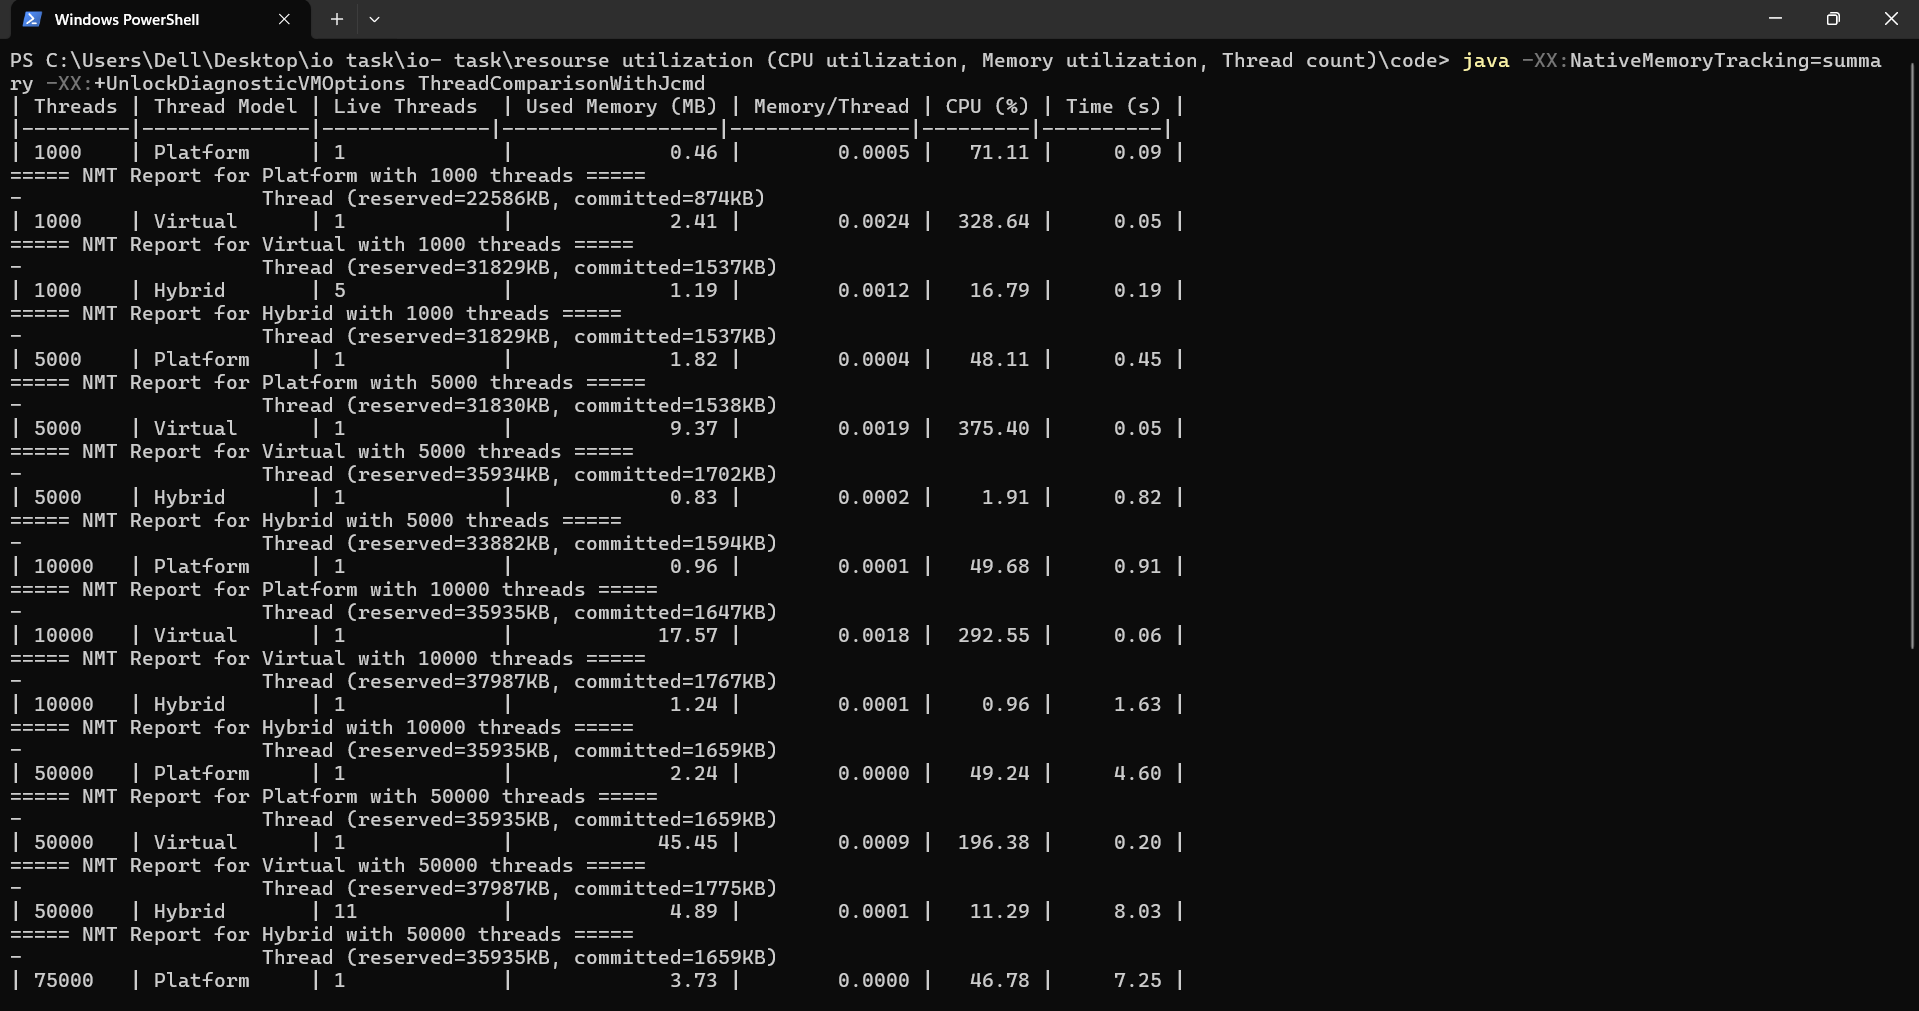 Windows PowerShell
PS C:\Users\Dell\Desktop\io task\io- task\resourse utilization (CPU utilization, Memory utilization, Thread count)\code> java -XX:NativeMemoryTracking=summa
ry -XX:+UnlockDiagnosticVMOptions ThreadComparisonWithJcmd
| Threads | Thread Model | Live Threads  | Used Memory (MB) | Memory/Thread | CPU (%) | Time (s) |
|---------|--------------|--------------|------------------|---------------|---------|----------|
| 1000    | Platform     | 1             |             0.46 |        0.0005 |   71.11 |     0.09 |
===== NMT Report for Platform with 1000 threads =====
-                    Thread (reserved=22586KB, committed=874KB)
| 1000    | Virtual      | 1             |             2.41 |        0.0024 |  328.64 |     0.05 |
===== NMT Report for Virtual with 1000 threads =====
-                    Thread (reserved=31829KB, committed=1537KB)
| 1000    | Hybrid       | 5             |             1.19 |        0.0012 |   16.79 |     0.19 |
===== NMT Report for Hybrid with 1000 threads =====
-                    Thread (reserved=31829KB, committed=1537KB)
| 5000    | Platform     | 1             |             1.82 |        0.0004 |   48.11 |     0.45 |
===== NMT Report for Platform with 5000 threads =====
-                    Thread (reserved=31830KB, committed=1538KB)
| 5000    | Virtual      | 1             |             9.37 |        0.0019 |  375.40 |     0.05 |
===== NMT Report for Virtual with 5000 threads =====
-                    Thread (reserved=35934KB, committed=1702KB)
| 5000    | Hybrid       | 1             |             0.83 |        0.0002 |    1.91 |     0.82 |
===== NMT Report for Hybrid with 5000 threads =====
-                    Thread (reserved=33882KB, committed=1594KB)
| 10000   | Platform     | 1             |             0.96 |        0.0001 |   49.68 |     0.91 |
===== NMT Report for Platform with 10000 threads =====
-                    Thread (reserved=35935KB, committed=1647KB)
| 10000   | Virtual      | 1             |            17.57 |        0.0018 |  292.55 |     0.06 |
===== NMT Report for Virtual with 10000 threads =====
-                    Thread (reserved=37987KB, committed=1767KB)
| 10000   | Hybrid       | 1             |             1.24 |        0.0001 |    0.96 |     1.63 |
===== NMT Report for Hybrid with 10000 threads =====
-                    Thread (reserved=35935KB, committed=1659KB)
| 50000   | Platform     | 1             |             2.24 |        0.0000 |   49.24 |     4.60 |
===== NMT Report for Platform with 50000 threads =====
-                    Thread (reserved=35935KB, committed=1659KB)
| 50000   | Virtual      | 1             |            45.45 |        0.0009 |  196.38 |     0.20 |
===== NMT Report for Virtual with 50000 threads =====
-                    Thread (reserved=37987KB, committed=1775KB)
| 50000   | Hybrid       | 11            |             4.89 |        0.0001 |   11.29 |     8.03 |
===== NMT Report for Hybrid with 50000 threads =====
-                    Thread (reserved=35935KB, committed=1659KB)
| 75000   | Platform     | 1             |             3.73 |        0.0000 |   46.78 |     7.25 |